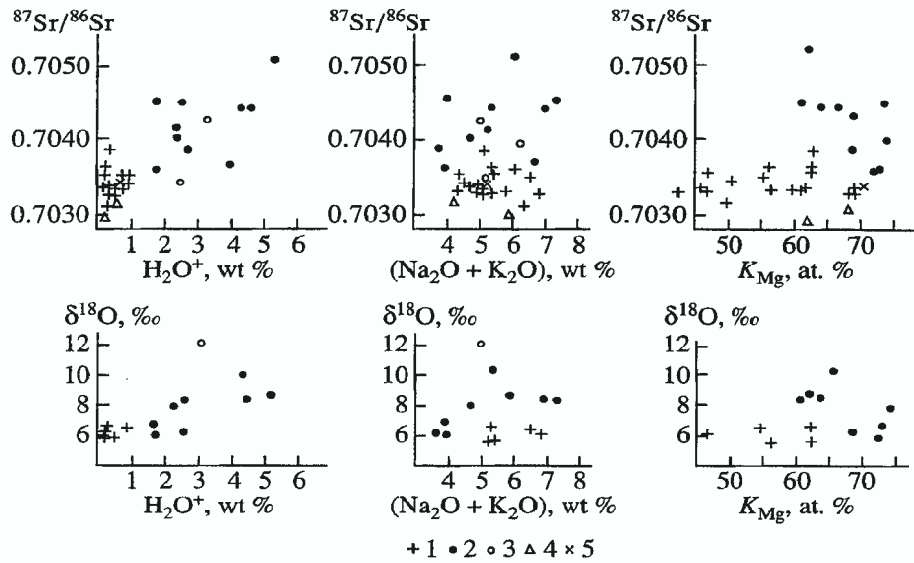 ⁸⁷Sr/⁸⁶Sr
0.7050
0.7040
0.7030
1 2 3 4 5 6
H₂O⁺, wt %
⁸⁷Sr/⁸⁶Sr
0.7050
0.7040
0.7030
4 5 6 7 8
(Na₂O + K₂O), wt %
⁸⁷Sr/⁸⁶Sr
0.7050
0.7040
0.7030
50 60 70
K_Mg, at. %
δ¹⁸O, ‰
12
10
8
6
1 2 3 4 5 6
H₂O⁺, wt %
δ¹⁸O, ‰
12
10
8
6
4 5 6 7 8
(Na₂O + K₂O), wt %
δ¹⁸O, ‰
12
10
8
6
50 60 70
K_Mg, at. %
+ 1 • 2 ○ 3 △ 4 × 5